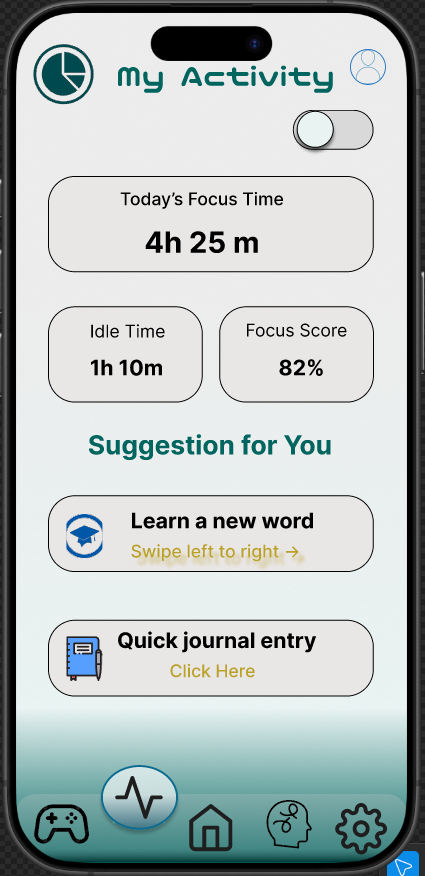 My Activity
Today's Focus Time
4h 25 m
Idle Time
1h 10m
Focus Score
82%
Suggestion for You
Learn a new word
Swipe left to right →
Quick journal entry
Click Here